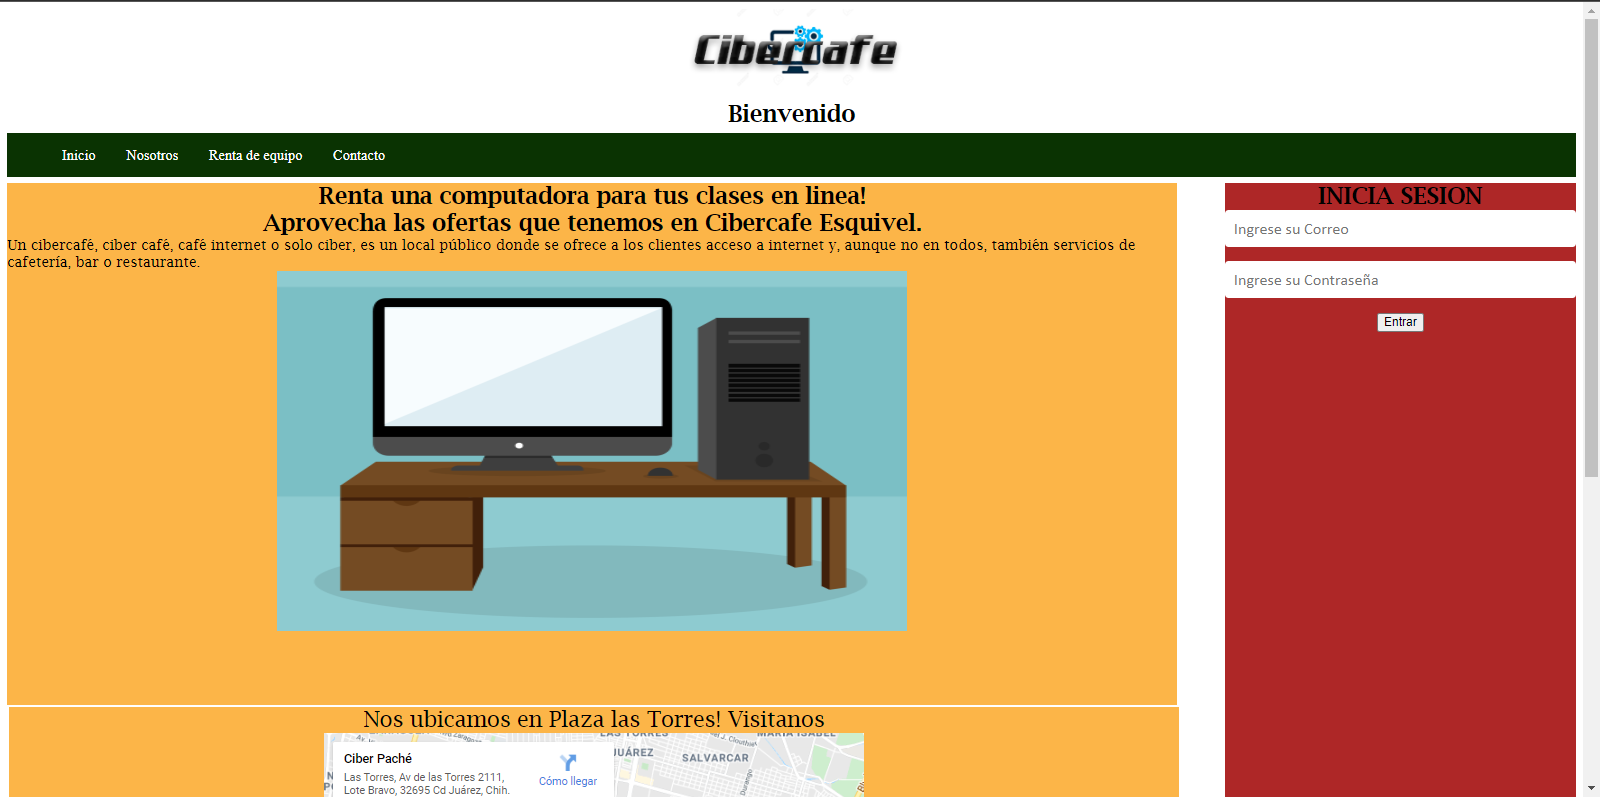 Cibercafe
Bienvenido
Inicio Nosotros Renta de equipo Contacto
Renta una computadora para tus clases en linea!
Aprovecha las ofertas que tenemos en Cibercafe Esquivel.
Un cibercafé, ciber café, café internet o solo ciber, es un local público donde se ofrece a los clientes acceso a internet y, aunque no en todos, también servicios de
cafetería, bar o restaurante.
INICIA SESION
Ingrese su Correo
Ingrese su Contraseña
Entrar
Nos ubicamos en Plaza las Torres! Visitanos
Ciber Paché
Las Torres, Av de las Torres 2111,
Lote Bravo, 32695 Cd Juárez, Chih.
Cómo llegar
LAS TORRES
JUÁREZ
SALVARCAR
MARÍA ISABEL
Durango